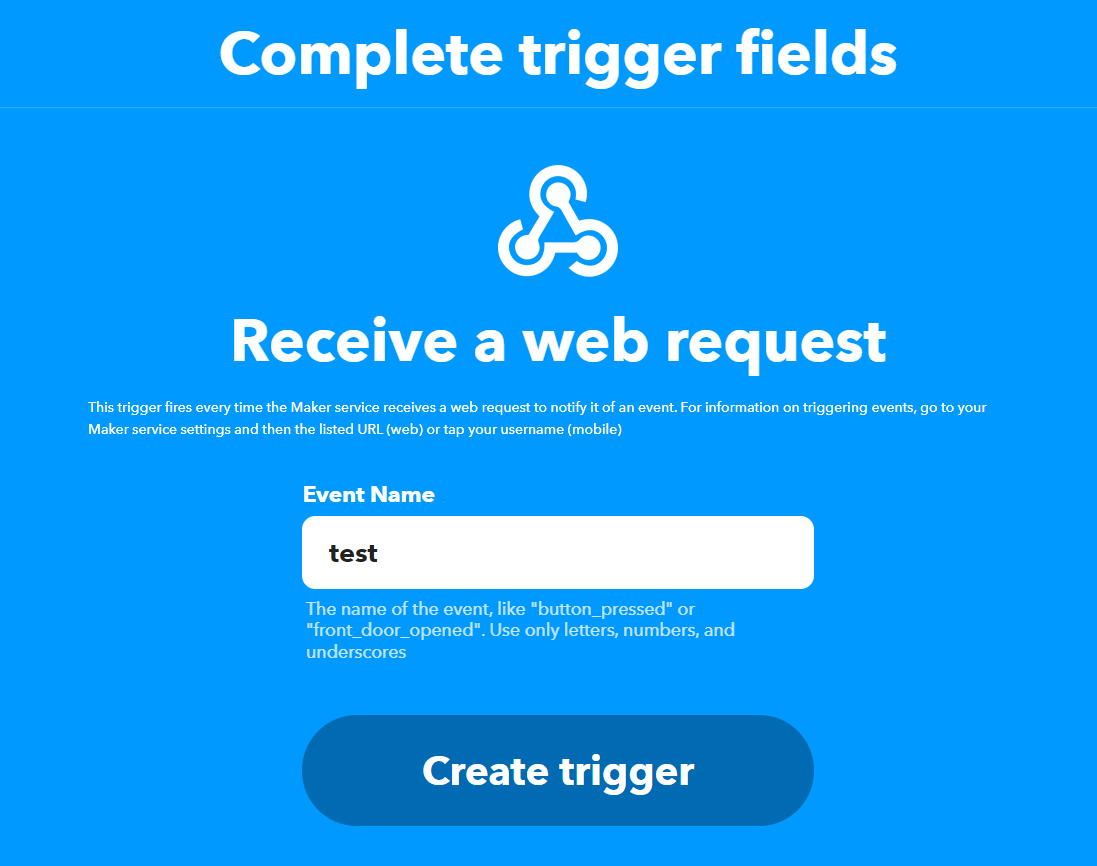 Complete trigger fields
Receive a web request
This trigger fires every time the Maker service receives a web request to notify it of an event. For information on triggering events, go to your
Maker service settings and then the listed URL (web) or tap your username (mobile)
Event Name
test
The name of the event, like "button_pressed" or
"front_door_opened". Use only letters, numbers, and
underscores
Create trigger